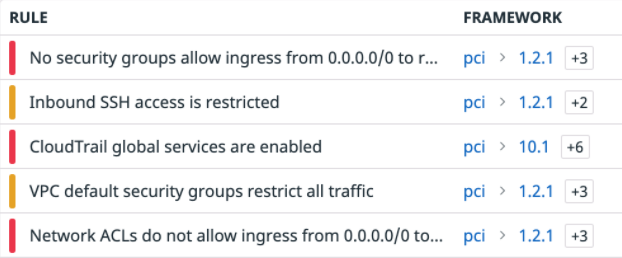 RULE FRAMEWORK
No security groups allow ingress from 0.0.0.0/0 to r... pci > 1.2.1 +3
Inbound SSH access is restricted pci > 1.2.1 +2
CloudTrail global services are enabled pci > 10.1 +6
VPC default security groups restrict all traffic pci > 1.2.1 +3
Network ACLs do not allow ingress from 0.0.0.0/0 to... pci > 1.2.1 +3